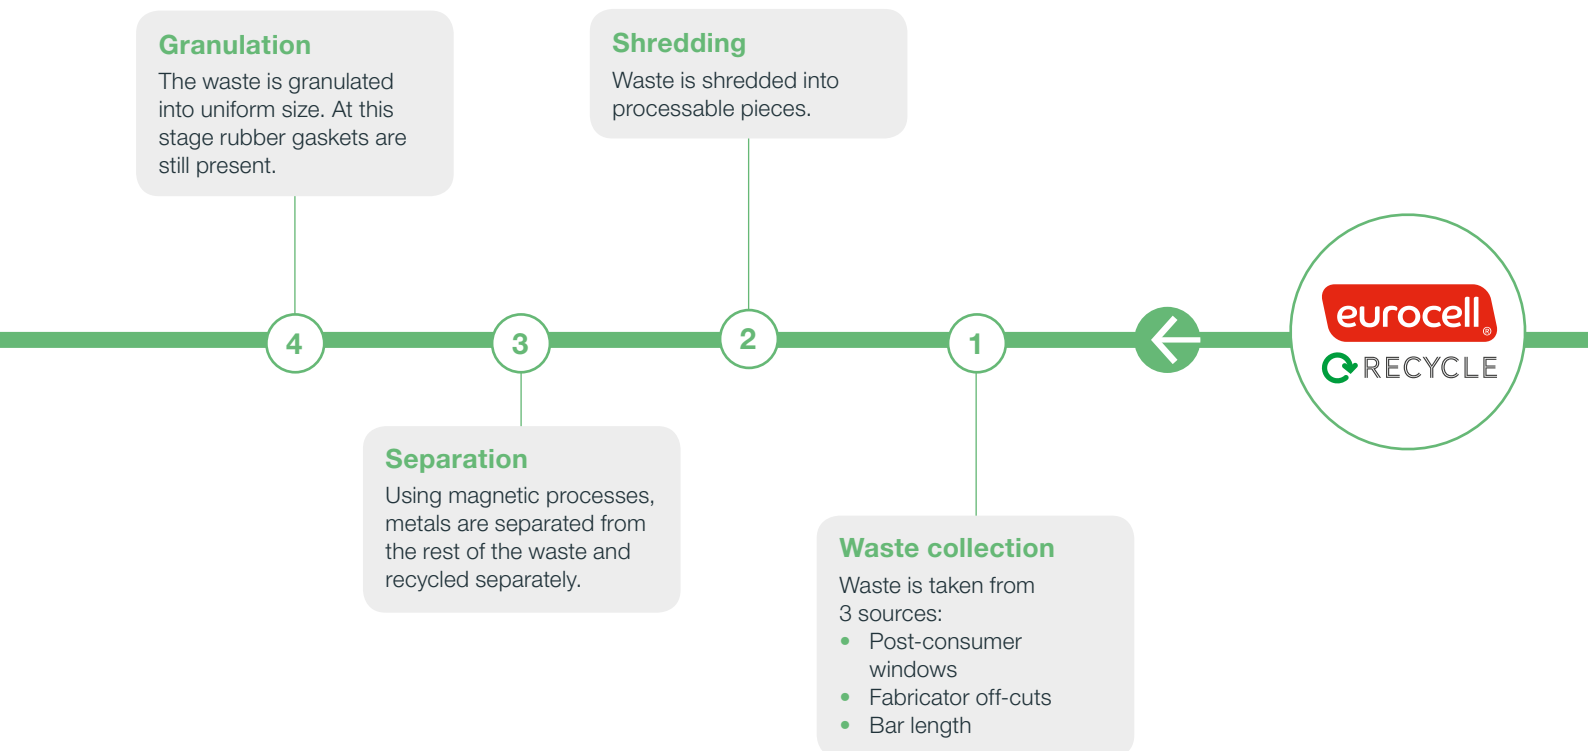 Granulation
The waste is granulated
into uniform size. At this
stage rubber gaskets are
still present.
Shredding
Waste is shredded into
processable pieces.
4
3
2
1
eurocell®
RECYCLE
Separation
Using magnetic processes,
metals are separated from
the rest of the waste and
recycled separately.
Waste collection
Waste is taken from
3 sources:
• Post-consumer
windows
• Fabricator off-cuts
• Bar length